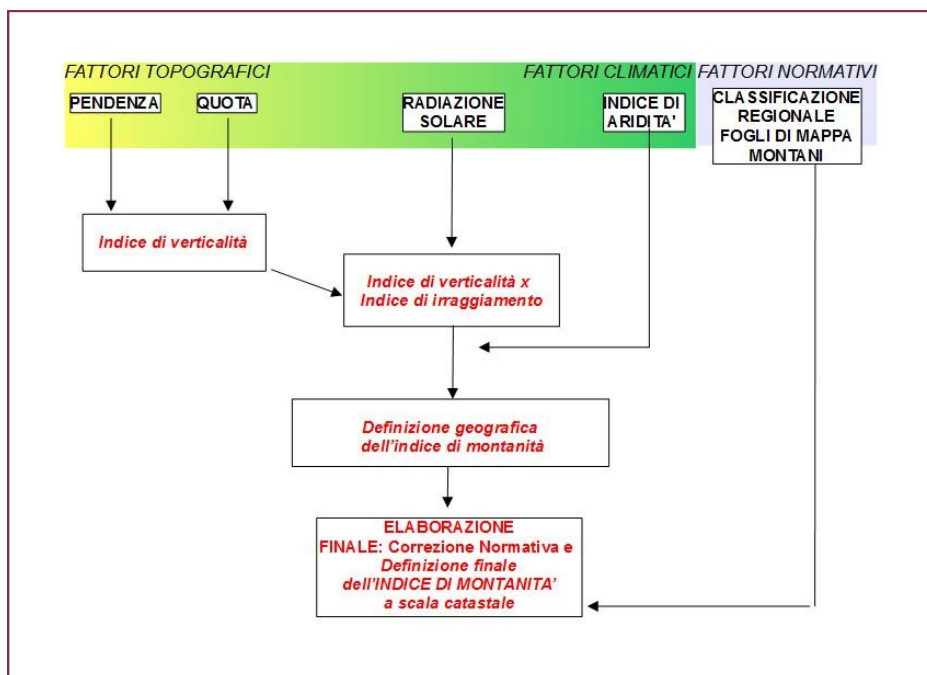 FATTORI TOPOGRAFICI
FATTORI CLIMATICI
FATTORI NORMATIVI
PENDENZA
QUOTA
RADIAZIONE
SOLARE
INDICE DI
ARIDITA'
CLASSIFICAZIONE
REGIONALE
FOGLI DI MAPPA
MONTANI
Indice di verticalità
Indice di verticalità x
Indice di irraggiamento
Definizione geografica
dell'indice di montanità
ELABORAZIONE
FINALE: Correzione Normativa e
Definizione finale
dell'INDICE DI MONTANITA'
a scala catastale